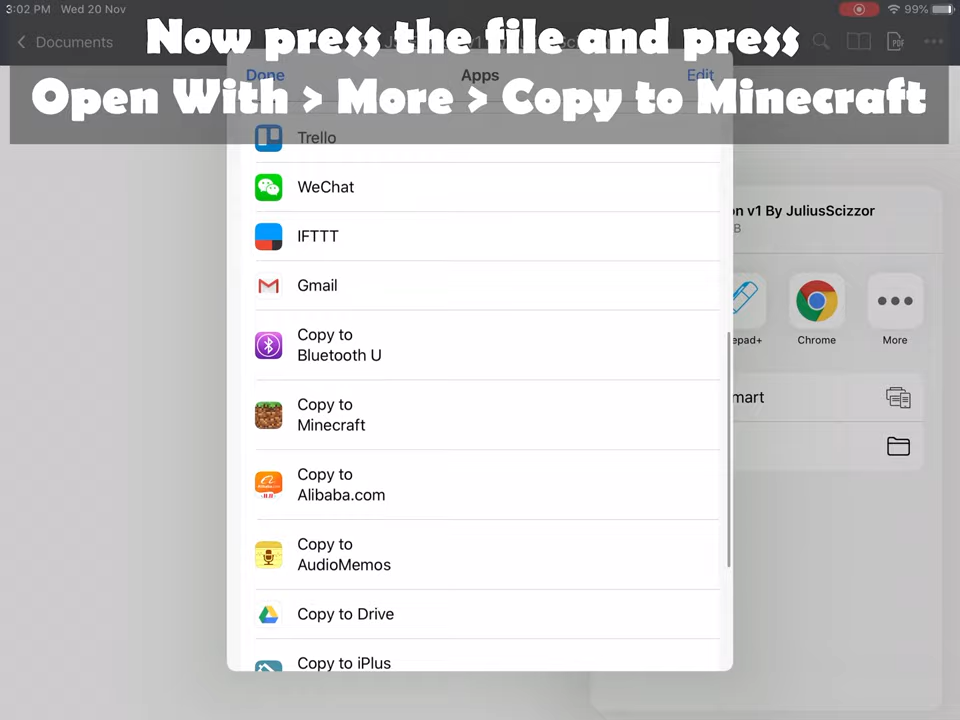 3:02 PM Wed 20 Nov
99%
Now press the file and press
Open With > More > Copy to Minecraft
Documents
PDF
Done
Apps
Edit
Trello
WeChat
IFTTT
Gmail
Copy to
Bluetooth U
Copy to
Minecraft
Copy to
Alibaba.com
Copy to
AudioMemos
Copy to Drive
Copy to iPlus
on v1 By JuliusScizzor
B
epad+
Chrome
More
mart